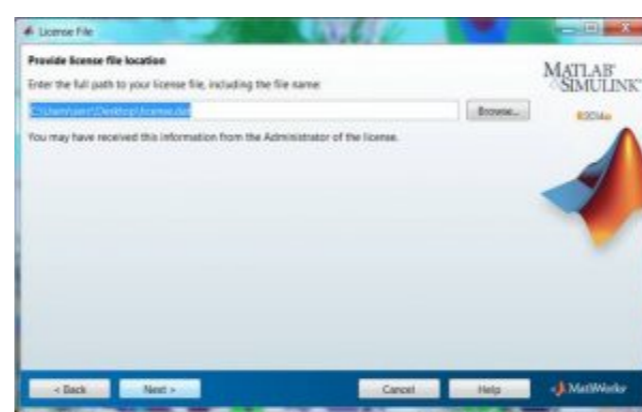 License File
Provide license file location
Enter the full path to your license file, including the file name:
Browse...
You may have received this information from the Administrator of the license.
MATLAB®
SIMULINK®
R2014a
< Back
Next >
Cancel
Help
MathWorks®